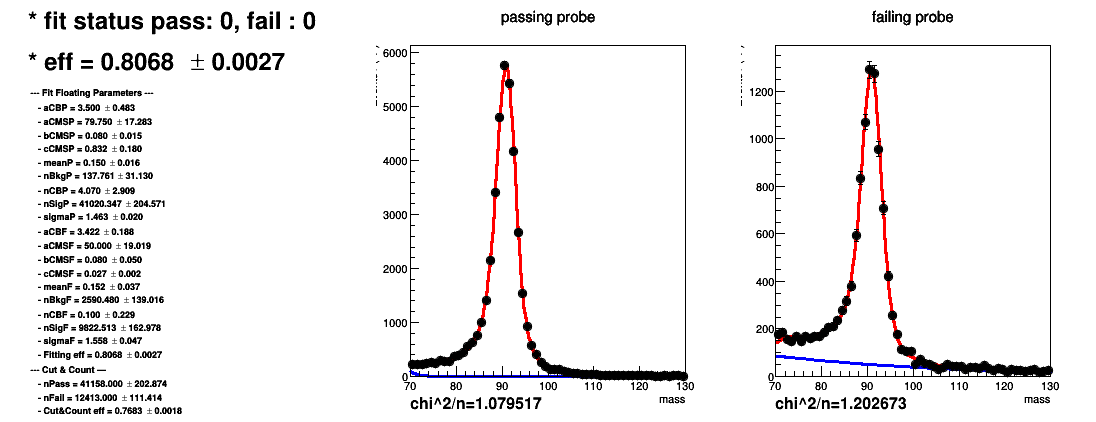 * fit status pass: 0, fail : 0
* eff = 0.8068 ± 0.0027
--- Fit Floating Parameters ---
- aCBP = 3.500 ± 0.483
- aCMSP = 79.750 ± 17.283
- bCMSP = 0.080 ± 0.015
- cCMSP = 0.832 ± 0.180
- meanP = 0.150 ± 0.016
- nBkgP = 137.761 ± 31.130
- nCBP = 4.070 ± 2.909
- nSigP = 41020.347 ± 204.571
- sigmaP = 1.463 ± 0.020
- aCBF = 3.422 ± 0.188
- aCMSF = 50.000 ± 19.019
- bCMSF = 0.080 ± 0.050
- cCMSF = 0.027 ± 0.002
- meanF = 0.152 ± 0.037
- nBkgF = 2590.480 ± 139.016
- nCBF = 0.100 ± 0.229
- nSigF = 9822.513 ± 162.978
- sigmaF = 1.558 ± 0.047
- Fitting eff = 0.8068 ± 0.0027
--- Cut & Count ---
- nPass = 41158.000 ± 202.874
- nFail = 12413.000 ± 111.414
- Cut&Count eff = 0.7683 ± 0.0018
passing probe
6000
5000
4000
3000
2000
1000
0
70 80 90 100 110 120 130
mass
chi^2/n=1.079517
failing probe
1200
1000
800
600
400
200
0
70 80 90 100 110 120 130
mass
chi^2/n=1.202673